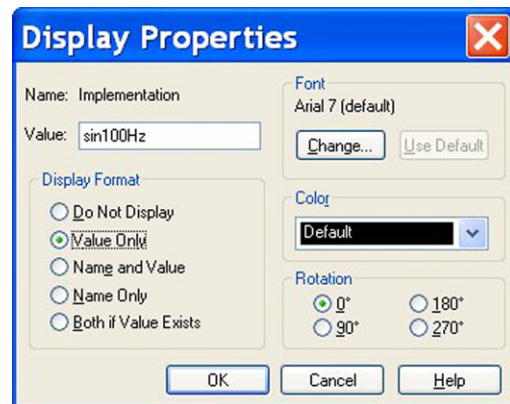 Display Properties
Name: Implementation
Value: sin100Hz
Display Format
Do Not Display
Value Only
Name and Value
Name Only
Both if Value Exists
Font
Arial 7 (default)
Change... Use Default
Color
Default
Rotation
0° 180°
90° 270°
OK Cancel Help